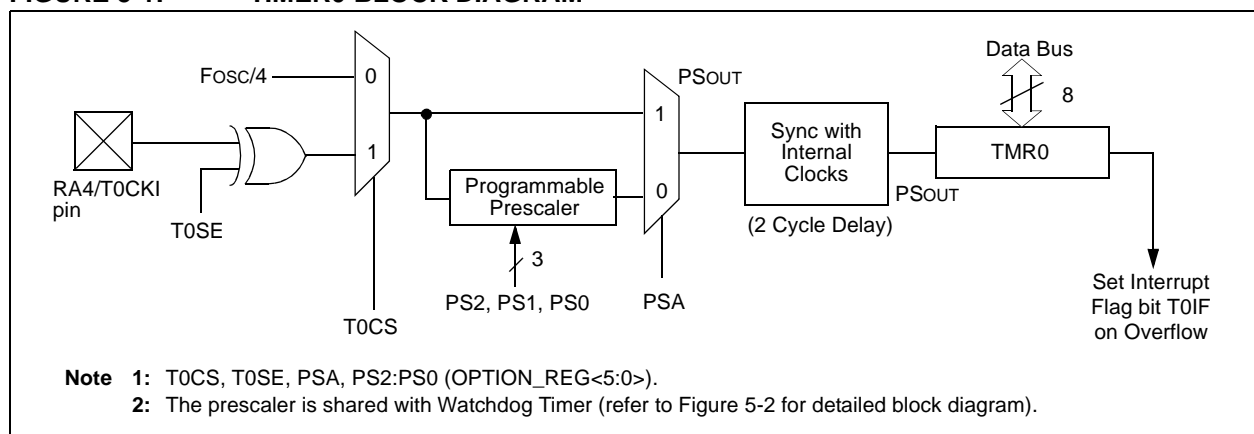 FIGURE 5-1: TIMER0 BLOCK DIAGRAM
Data Bus
FOSC/4
0
PSOUT
8
1
1
Sync with
Internal
Clocks
TMR0
RA4/T0CKI
pin
Programmable
Prescaler
0
PSOUT
T0SE
(2 Cycle Delay)
3
PS2, PS1, PS0
PSA
T0CS
Set Interrupt
Flag bit T0IF
on Overflow
Note 1: T0CS, T0SE, PSA, PS2:PS0 (OPTION_REG<5:0>).
2: The prescaler is shared with Watchdog Timer (refer to Figure 5-2 for detailed block diagram).